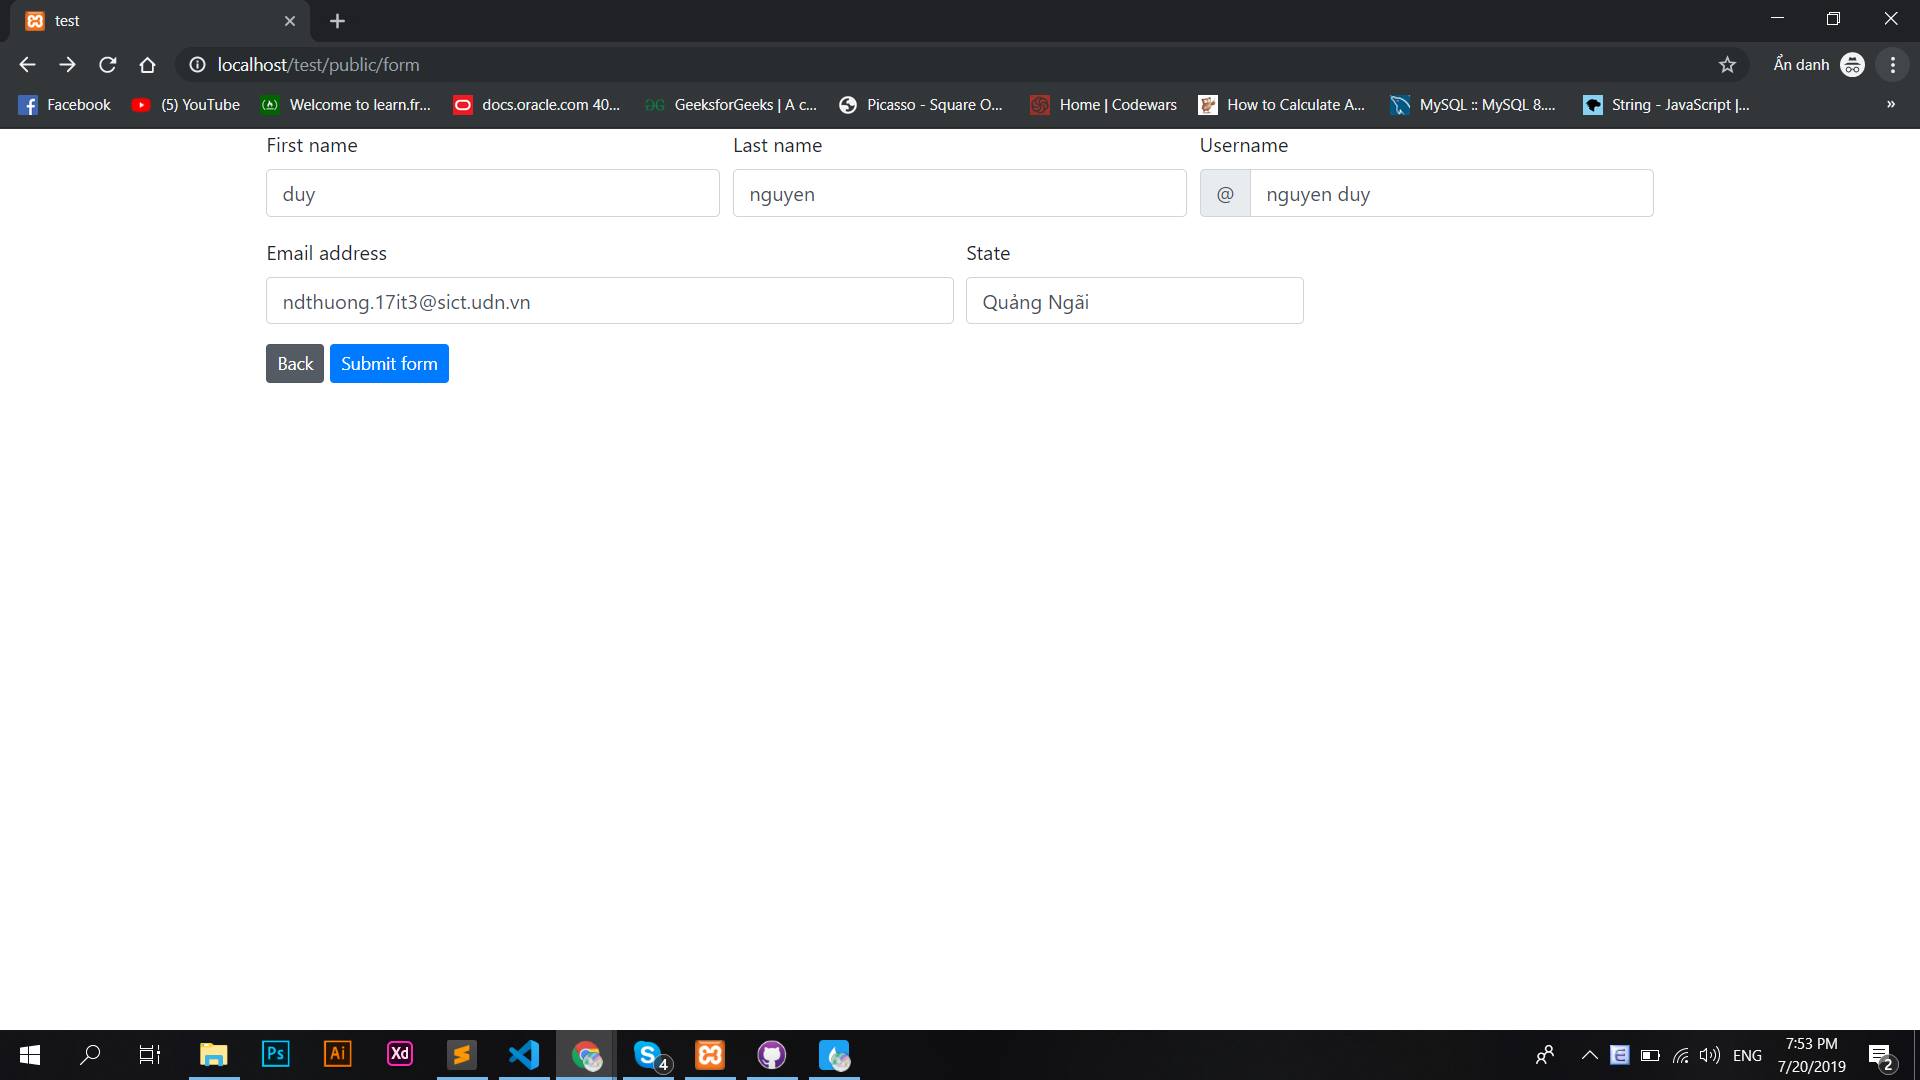 test
localhost/test/public/form
Ẩn danh
Facebook
(5) YouTube
Welcome to learn.fr...
docs.oracle.com 40...
GeeksforGeeks | A c...
Picasso - Square O...
Home | Codewars
How to Calculate A...
MySQL :: MySQL 8....
String - JavaScript |...
»
First name
Last name
Username
duy
nguyen
@
nguyen duy
Email address
State
ndthuong.17it3@sict.udn.vn
Quảng Ngãi
Back
Submit form
Ps
Ai
Xd
4
ENG
7:53 PM
7/20/2019
2